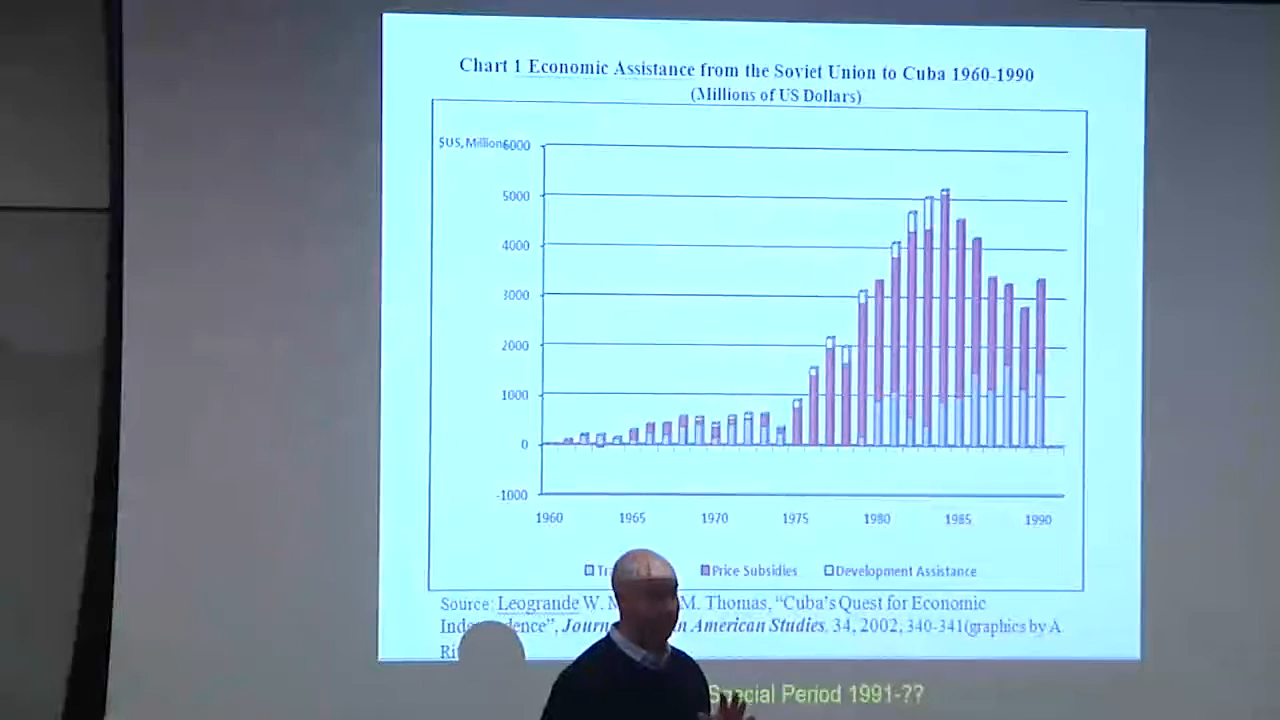 Chart 1 Economic Assistance from the Soviet Union to Cuba 1960-1990
(Millions of US Dollars)
$US, Millions
6000
5000
4000
3000
2000
1000
0
-1000
1960 1965 1970 1975 1980 1985 1990
Price Subsidies Development Assistance
Source: Leogrande W. M. Thomas, “Cuba’s Quest for Economic
American Studies, 34, 2002, 340-341(graphics by A.
Special Period 1991-??